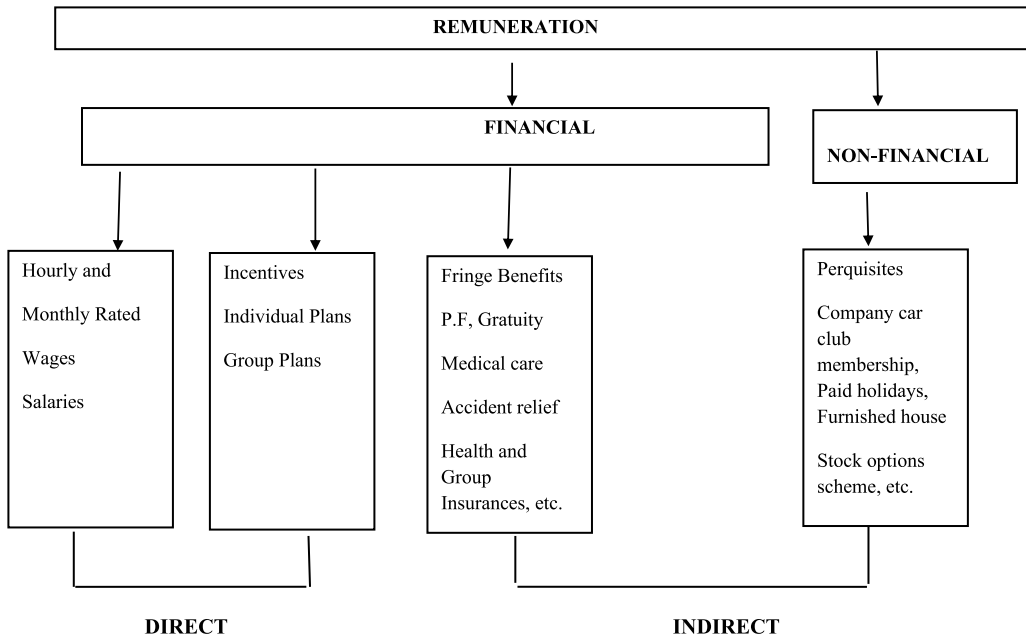 REMUNERATION
FINANCIAL
NON-FINANCIAL
Hourly and
Monthly Rated
Wages
Salaries
Incentives
Individual Plans
Group Plans
Fringe Benefits
P.F, Gratuity
Medical care
Accident relief
Health and
Group
Insurances, etc.
Perquisites
Company car
club
membership,
Paid holidays,
Furnished house
Stock options
scheme, etc.
DIRECT
INDIRECT